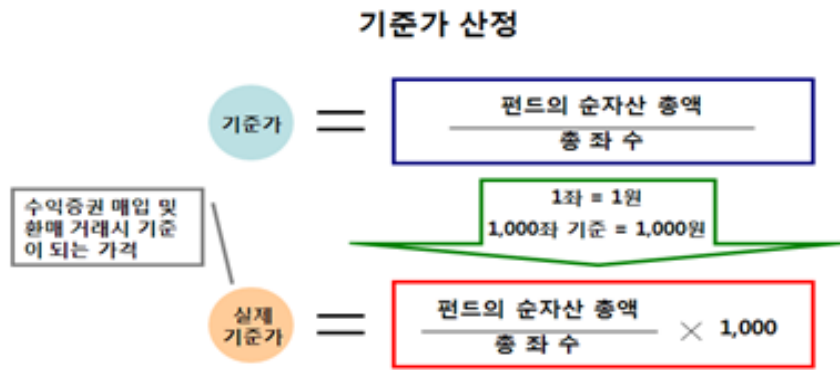 기준가 산정
기준가
펀드의 순자산 총액
총 좌 수
1좌 = 1원
1,000좌 기준 = 1,000원
수익증권 매입 및
환매 거래시 기준
이 되는 가격
실제
기준가
펀드의 순자산 총액
총 좌 수
× 1,000